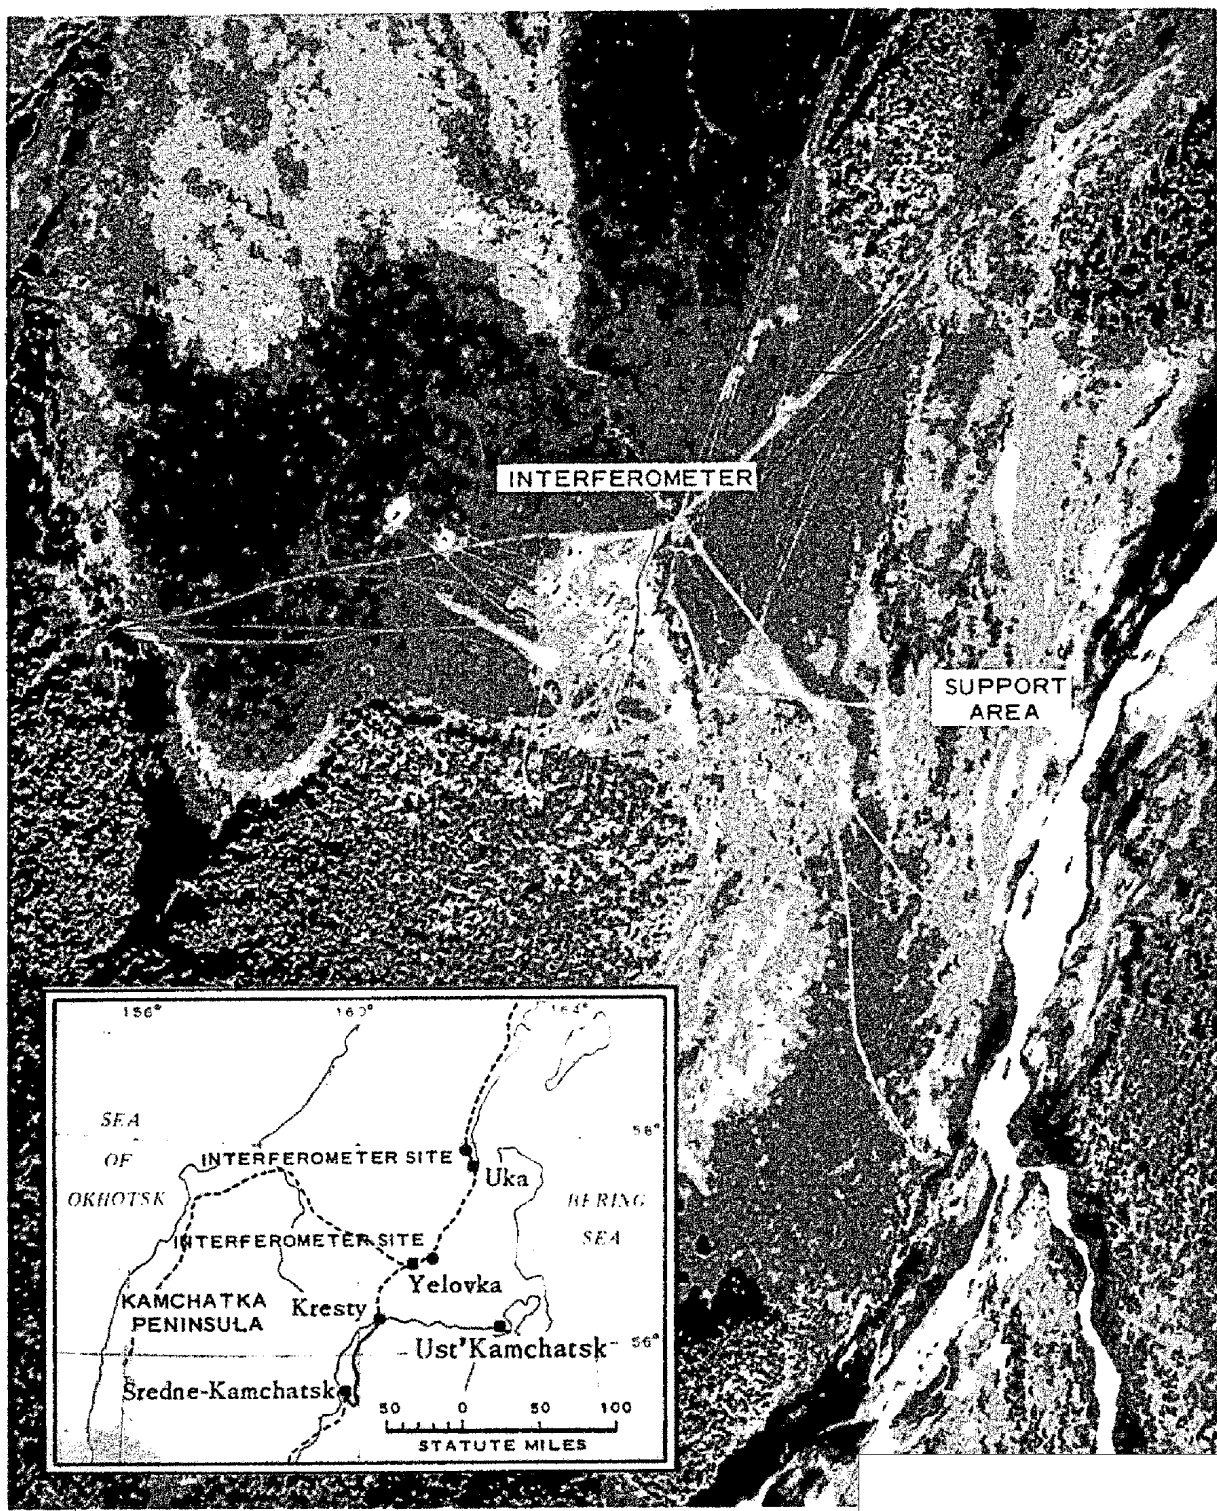 INTERFEROMETER
SUPPORT
AREA
156°
160°
164°
SEA
OF
OKHOTSK
INTERFEROMETER SITE
58°
Uka
BERING
SEA
INTERFEROMETER SITE
Yelovka
KAMCHATKA
PENINSULA
Kresty
Ust'Kamchatsk
56°
Sredne-Kamchatsk
50 0 50 100
STATUTE MILES